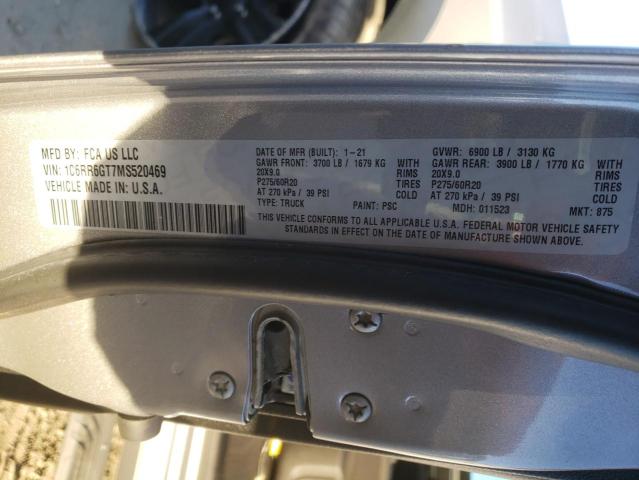 MFD BY: FCA US LLC
VIN: 1C6RR6GT7MS520469
VEHICLE MADE IN U.S.A.
DATE OF MFR (BUILT): 1-21
GAWR FRONT: 3700 LB / 1679 KG
20X9.0 RIMS
P275/60R20 TIRES
AT 270 kPa / 39 PSI COLD
TYPE: TRUCK PAINT: PSC
GVWR: 6900 LB / 3130 KG
GAWR REAR: 3900 LB / 1770 KG
20X9.0 RIMS
P275/60R20 TIRES
AT 270 kPa / 39 PSI COLD
MDH: 011523 MKT: 875
THIS VEHICLE CONFORMS TO ALL APPLICABLE U.S.A. FEDERAL MOTOR VEHICLE SAFETY
STANDARDS IN EFFECT ON THE DATE OF MANUFACTURE SHOWN ABOVE.